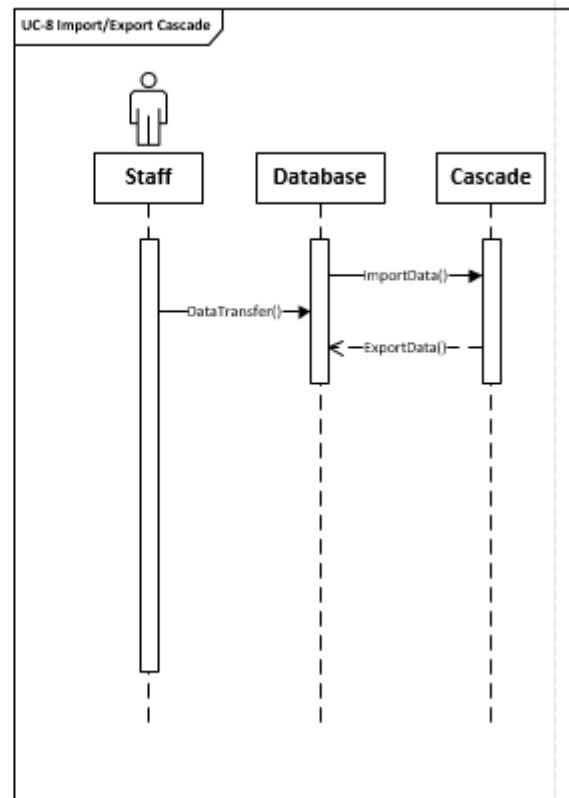 UC-8 Import/Export Cascade
Staff
Database
Cascade
ImportData()
DataTransfer()
ExportData()